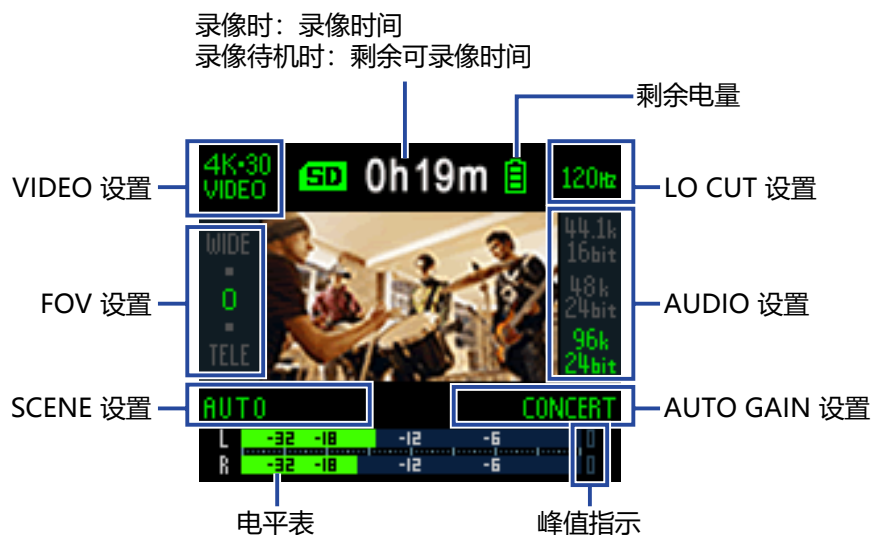 录像时：录像时间
录像待机时：剩余可录像时间
剩余电量
VIDEO 设置
4K•30
VIDEO
SD
0h19m
120Hz
LO CUT 设置
FOV 设置
WIDE
0
TELE
44.1k
16bit
48k
24bit
96k
24bit
AUDIO 设置
SCENE 设置
AUTO
CONCERT
AUTO GAIN 设置
L -32 -18 -12 -6 0
R -32 -18 -12 -6 0
电平表
峰值指示